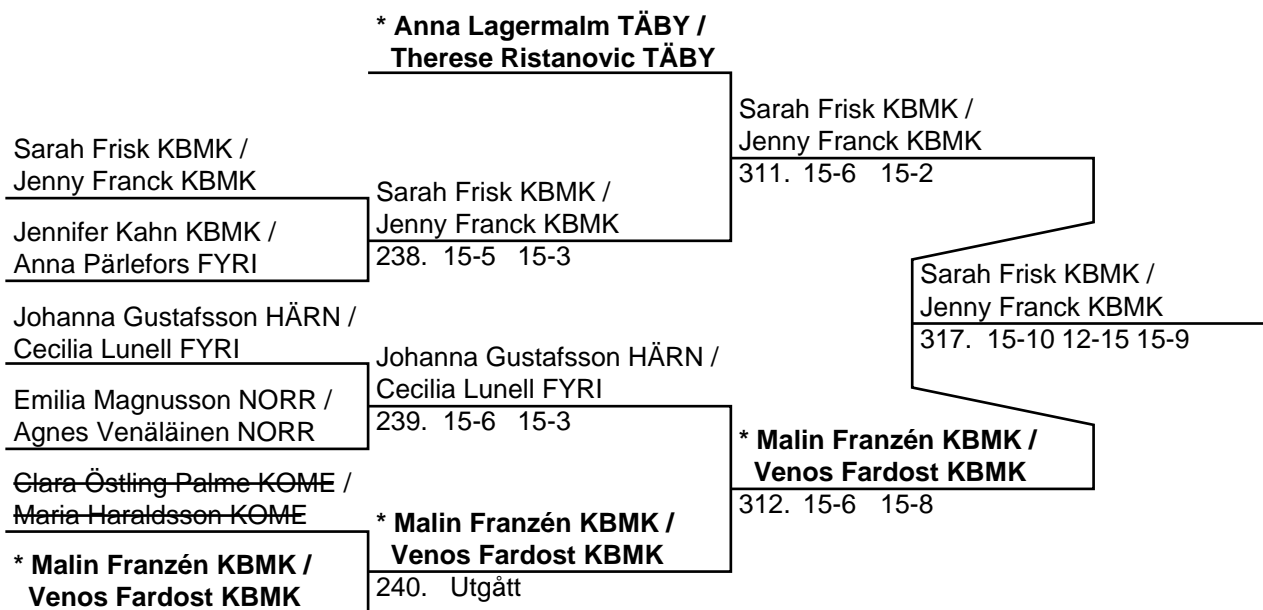 * Anna Lagermalm TÄBY /
Therese Ristanovic TÄBY
Sarah Frisk KBMK /
Jenny Franck KBMK
Jennifer Kahn KBMK /
Anna Pärlefors FYRI
Johanna Gustafsson HÄRN /
Cecilia Lunell FYRI
Emilia Magnusson NORR /
Agnes Venäläinen NORR
Clara Östling Palme KOME /
Maria Haraldsson KOME
* Malin Franzén KBMK /
Venos Fardost KBMK
Sarah Frisk KBMK /
Jenny Franck KBMK
238. 15-5 15-3
Johanna Gustafsson HÄRN /
Cecilia Lunell FYRI
239. 15-6 15-3
* Malin Franzén KBMK /
Venos Fardost KBMK
240. Utgått
Sarah Frisk KBMK /
Jenny Franck KBMK
311. 15-6 15-2
* Malin Franzén KBMK /
Venos Fardost KBMK
312. 15-6 15-8
Sarah Frisk KBMK /
Jenny Franck KBMK
317. 15-10 12-15 15-9